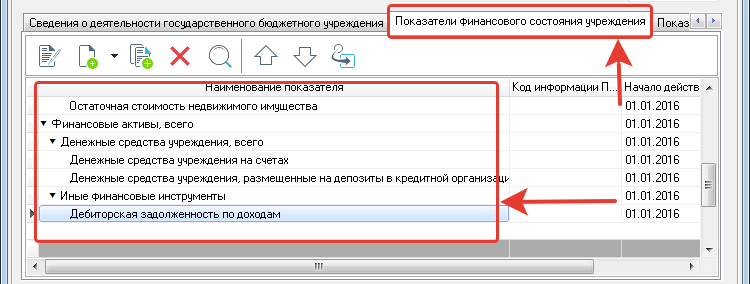 Сведения о деятельности государственного бюджетного учреждения
Показатели финансового состояния учреждения
Показ
Наименование показателя
Код информации П...
Начало действ
Остаточная стоимость недвижимого имущества
01.01.2016
Финансовые активы, всего
01.01.2016
Денежные средства учреждения, всего
01.01.2016
Денежные средства учреждения на счетах
01.01.2016
Денежные средства учреждения, размещенные на депозиты в кредитной организаци
01.01.2016
Иные финансовые инструменты
01.01.2016
Дебиторская задолженность по доходам
01.01.2016